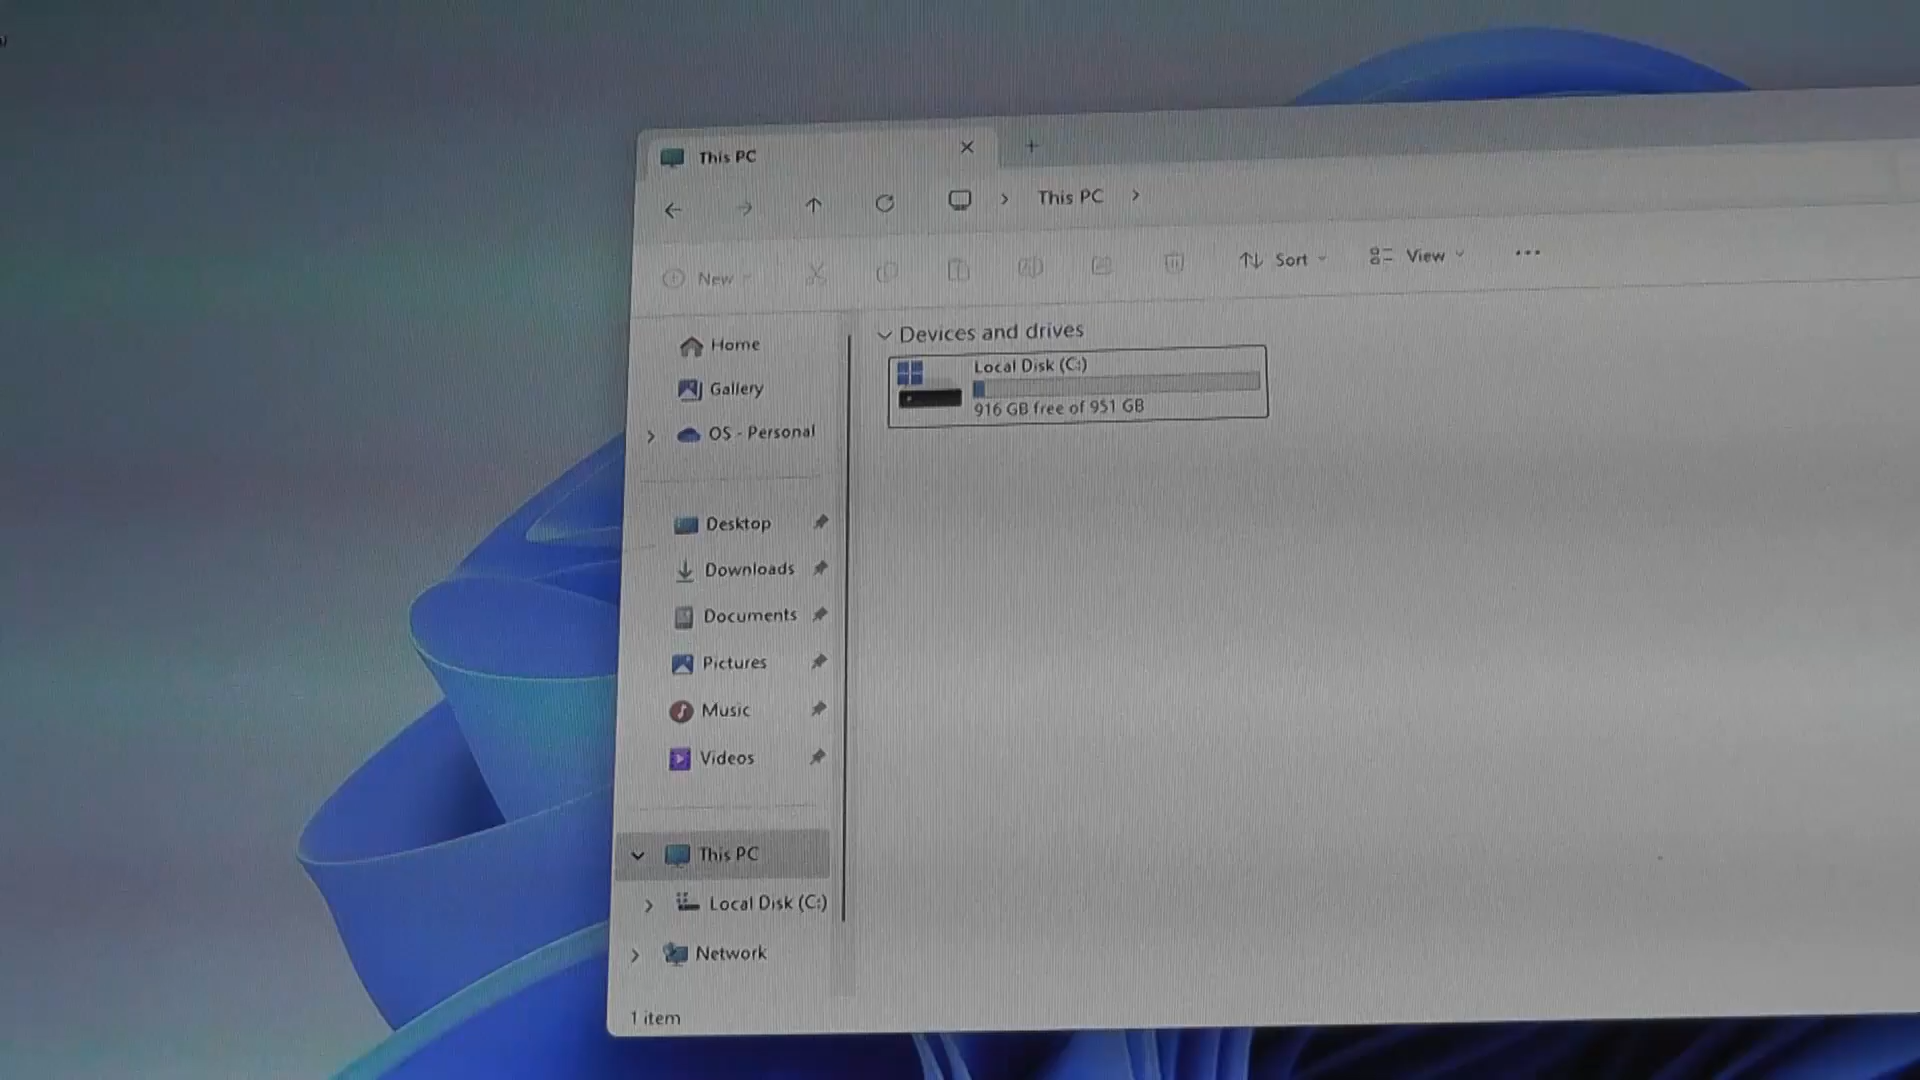 This PC
This PC
New
Sort
View
Home
Gallery
OS - Personal
Desktop
Downloads
Documents
Pictures
Music
Videos
This PC
Local Disk (C:)
Network
1 item
Devices and drives
Local Disk (C:)
916 GB free of 951 GB